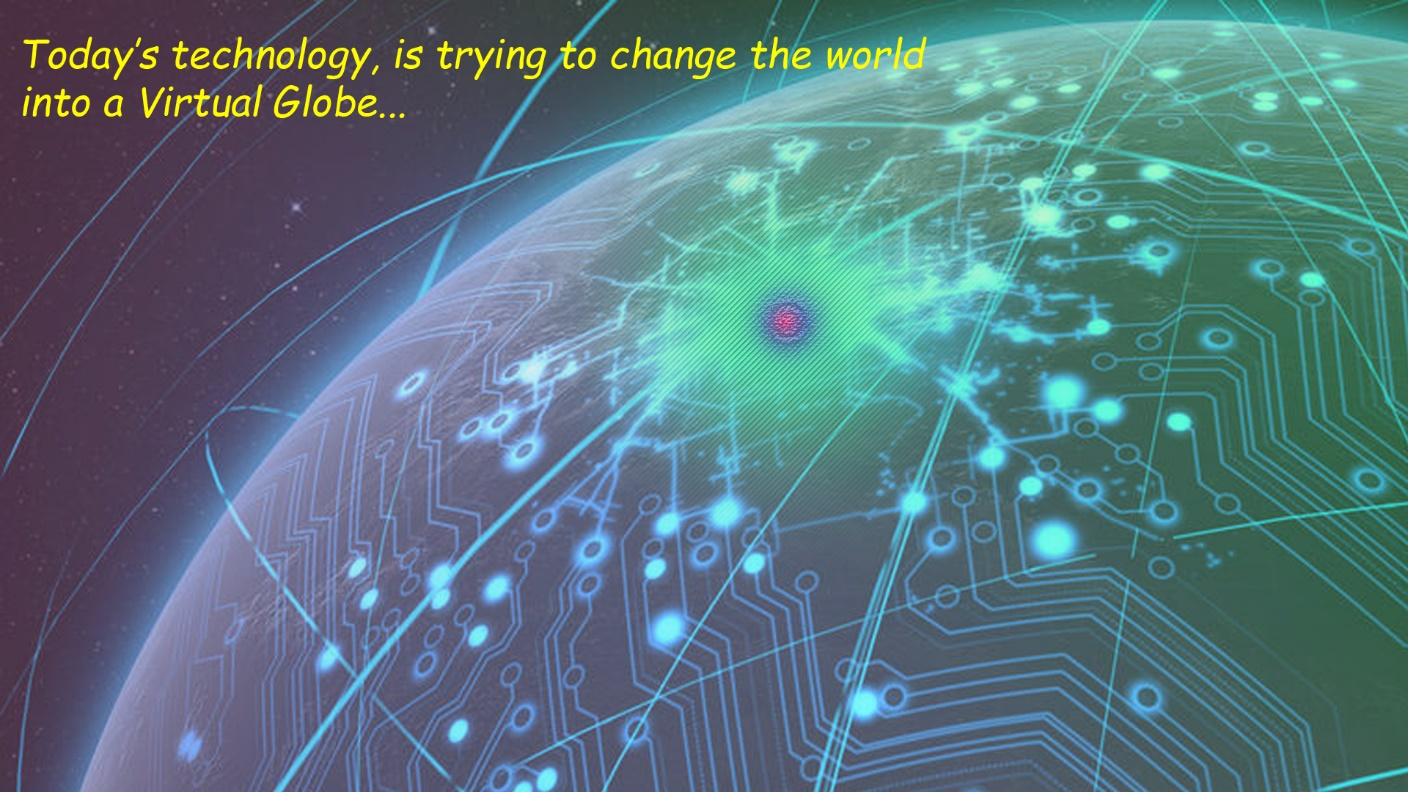 Today's technology, is trying to change the world
into a Virtual Globe...